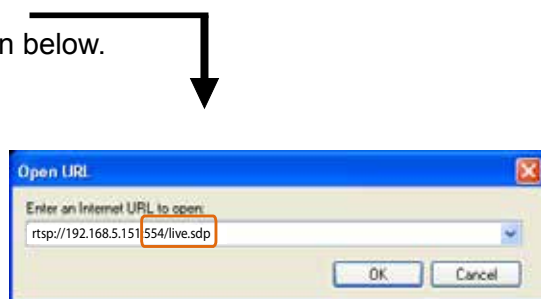 n below.
Open URL
Enter an Internet URL to open:
rtsp://192.168.5.151:554/live.sdp
OK Cancel